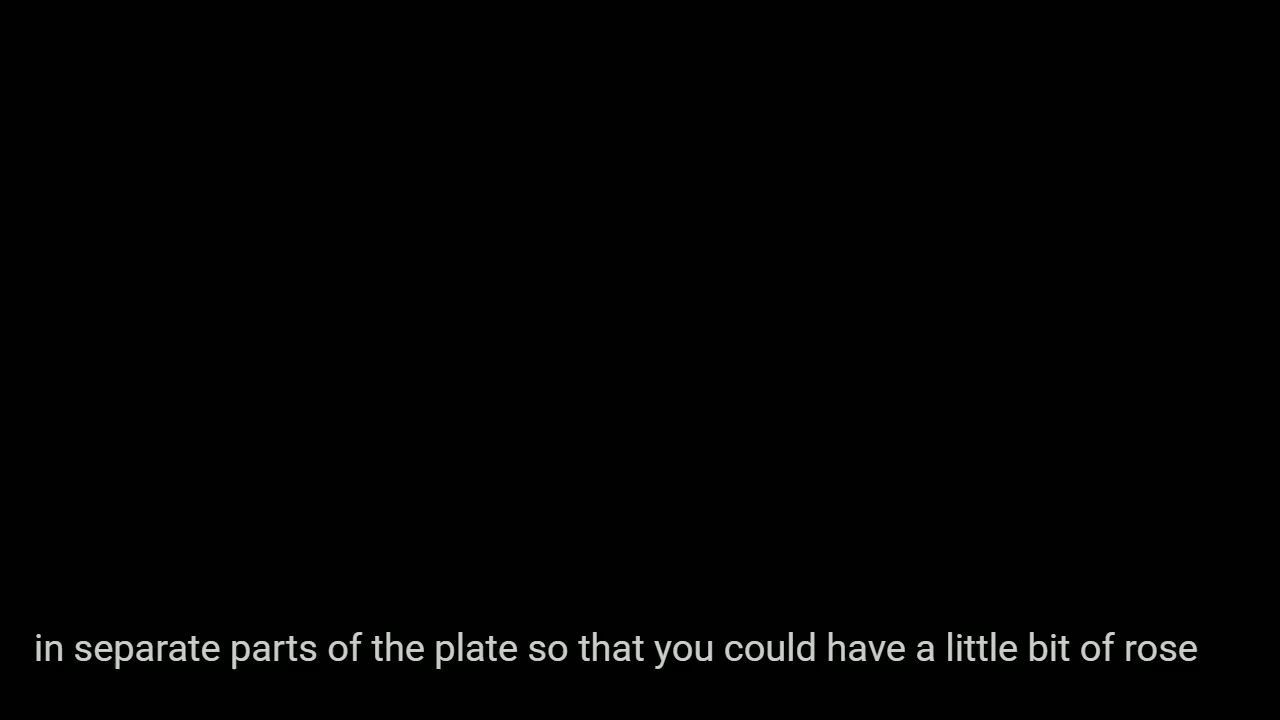 in separate parts of the plate so that you could have a little bit of rose